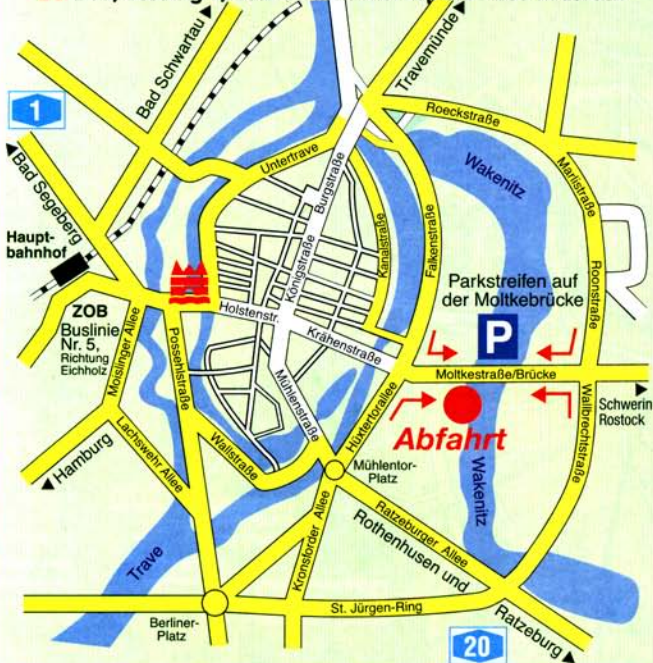 Bad Schwartau
Travemünde
1
Roeckstraße
Bad Segeberg
Untertrave
Burgstraße
Wakenitz
Marlistraße
Haupt-
bahnhof
Königstraße
Kanalstraße
Falkenstraße
Roonstraße
Parkstreifen auf
der Moltkebrücke
P
ZOB
Buslinie
Nr. 5,
Richtung
Eichholz
Holstenstr.
Krähenstraße
Moltkestraße/Brücke
Schwerin
Rostock
Moislinger Allee
Possehlstraße
Mühlenstraße
Hüxtertorallee
Abfahrt
Wallbrechtstraße
Hamburg
Lachswehr Allee
Wallstraße
Mühlentor-
Platz
Wakenitz
Trave
Kronsforder Allee
Ratzeburger Allee
Rothenhusen und
Ratzeburg
St. Jürgen-Ring
Berliner-
Platz
20